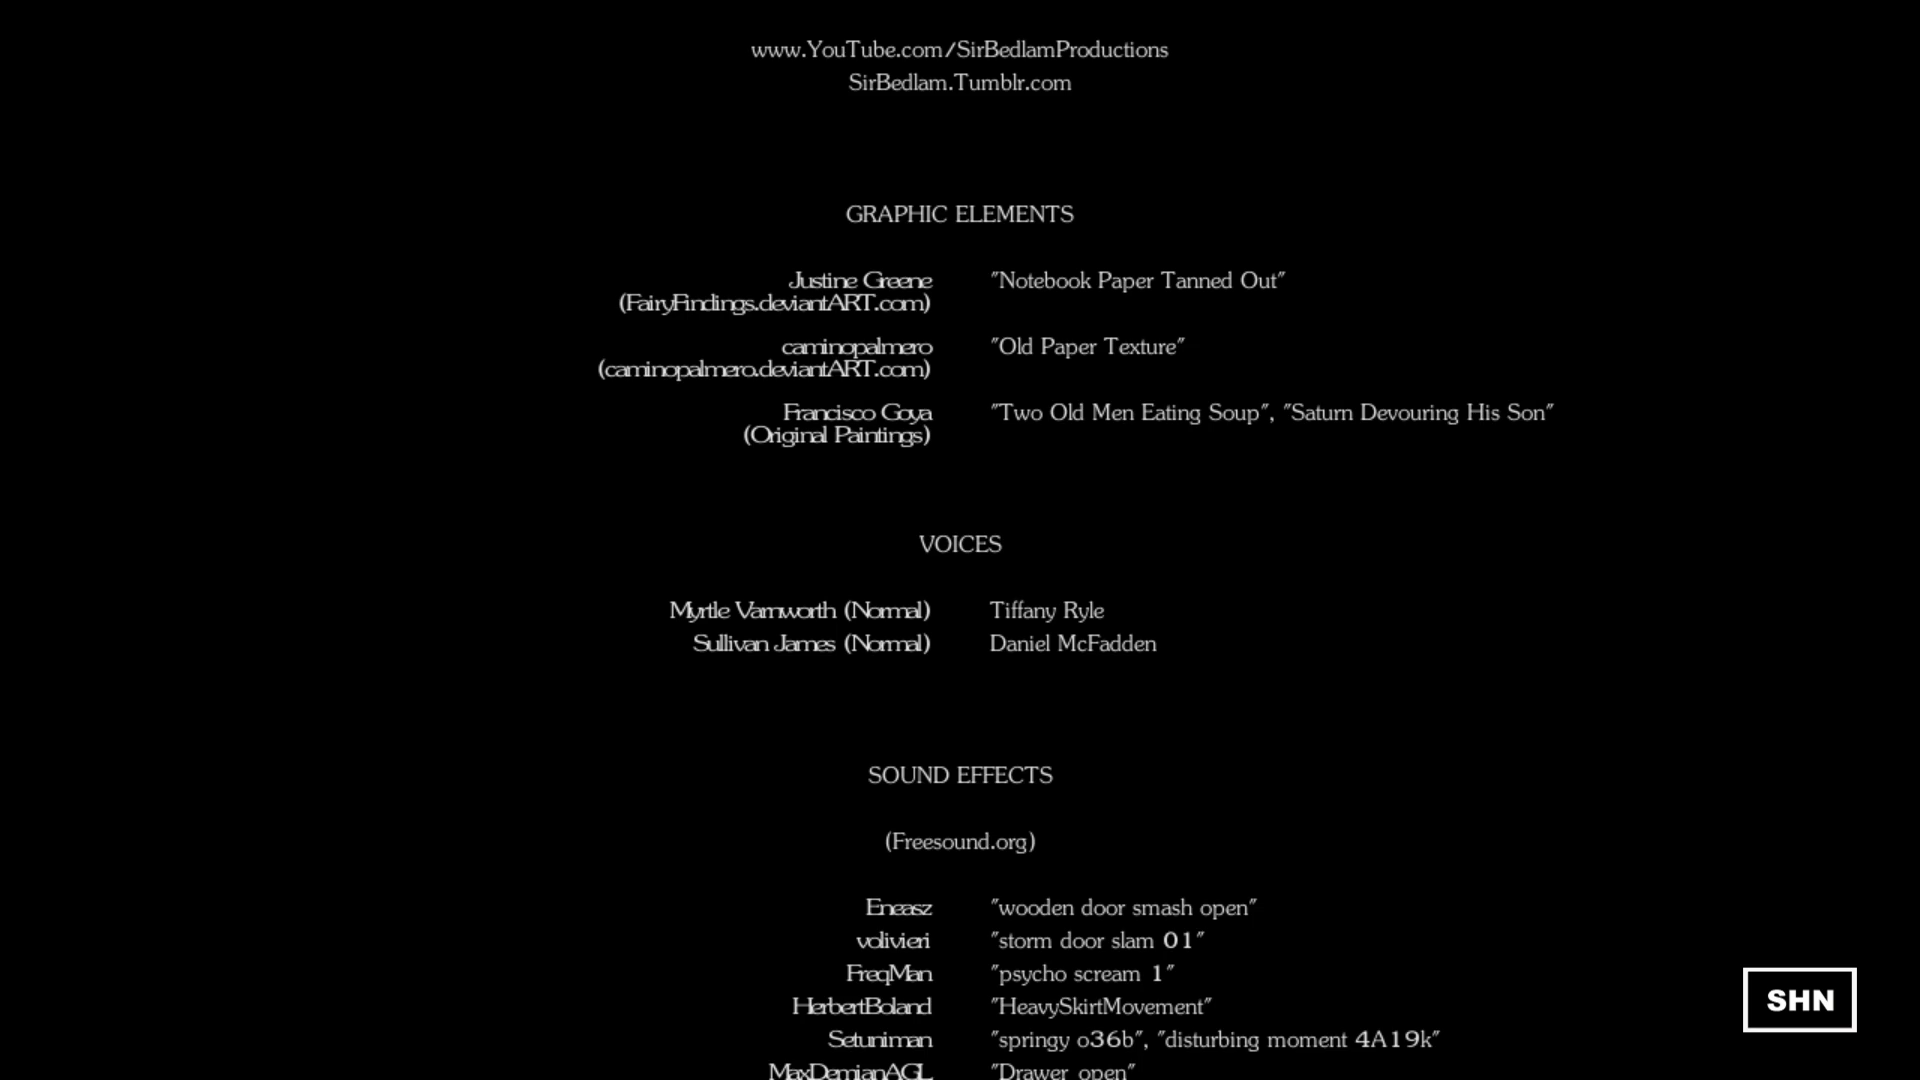 www.YouTube.com/SirBedlamProductions
SirBedlam.Tumblr.com
GRAPHIC ELEMENTS
Justine Greene "Notebook Paper Tanned Out"
(FairyFindings.deviantART.com)
caminopalmero "Old Paper Texture"
(caminopalmero.deviantART.com)
Francisco Goya "Two Old Men Eating Soup", "Saturn Devouring His Son"
(Original Paintings)
VOICES
Myrtle Varnworth (Normal) Tiffany Ryle
Sullivan James (Normal) Daniel McFadden
SOUND EFFECTS
(Freesound.org)
Eneasz "wooden door smash open"
volivieri "storm door slam 01"
FreqMan "psycho scream 1"
HerbertBoland "HeavySkirtMovement"
Setuniman "springy o36b", "disturbing moment 4A19k"
MaxDemianAGL "Drawer open"
SHN